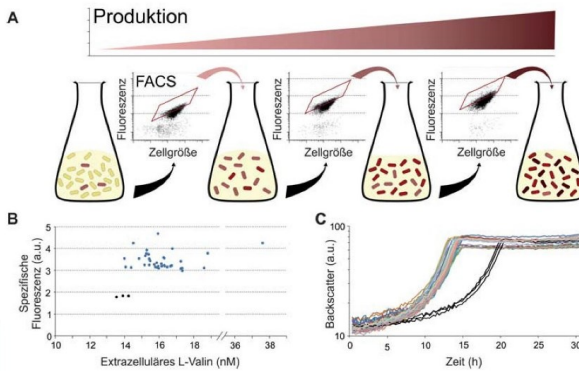 A
Produktion
FACS
Fluoreszenz
Zellgröße
Fluoreszenz
Zellgröße
Fluoreszenz
Zellgröße
B
Spezifische
Fluoreszenz (a.u.)
5
4
3
2
1
0
10 12 14 16 18 20 36 38
Extrazelluläres L-Valin (nM)
C
Backscatter (a.u.)
100
10
0 5 10 15 20 25 30
Zeit (h)